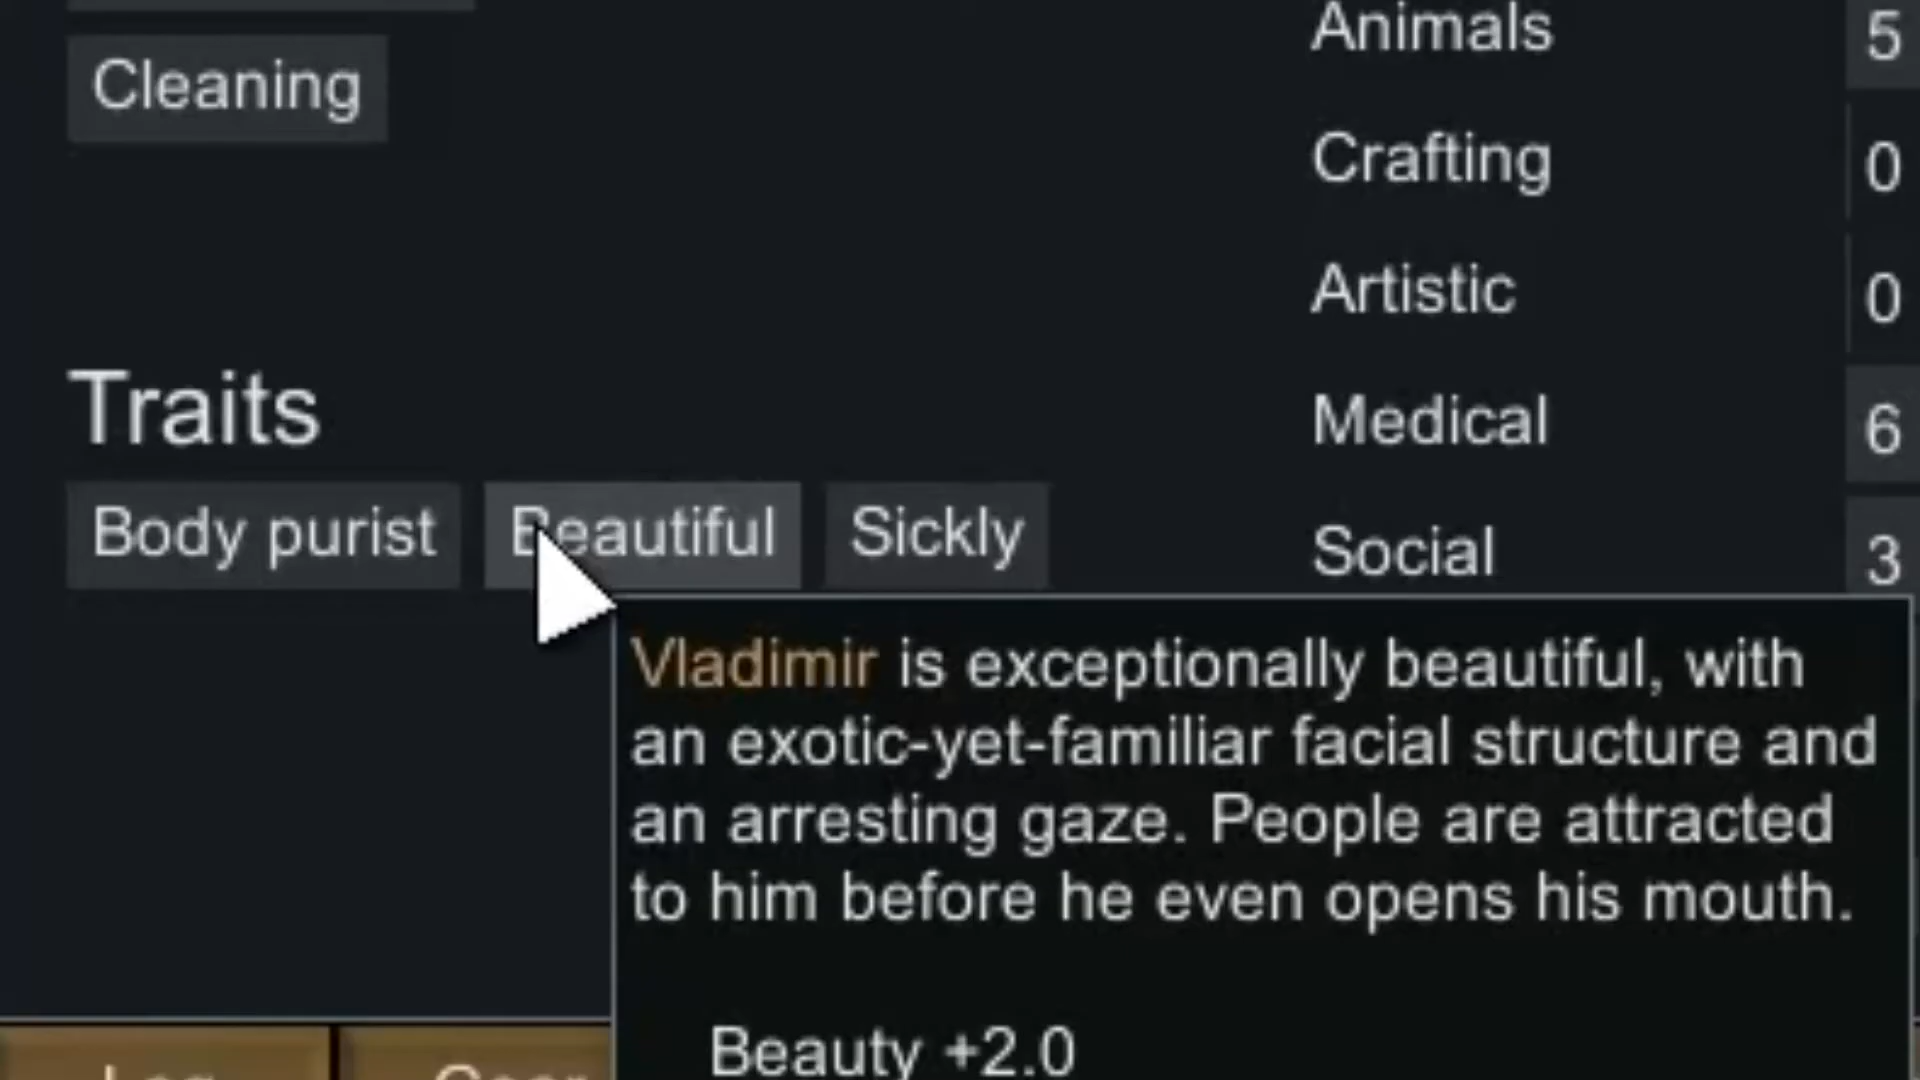 Cleaning
Animals 5
Crafting 0
Artistic 0
Traits
Medical 6
Body purist Beautiful Sickly
Social 3
Vladimir is exceptionally beautiful, with
an exotic-yet-familiar facial structure and
an arresting gaze. People are attracted
to him before he even opens his mouth.
Beauty +2.0